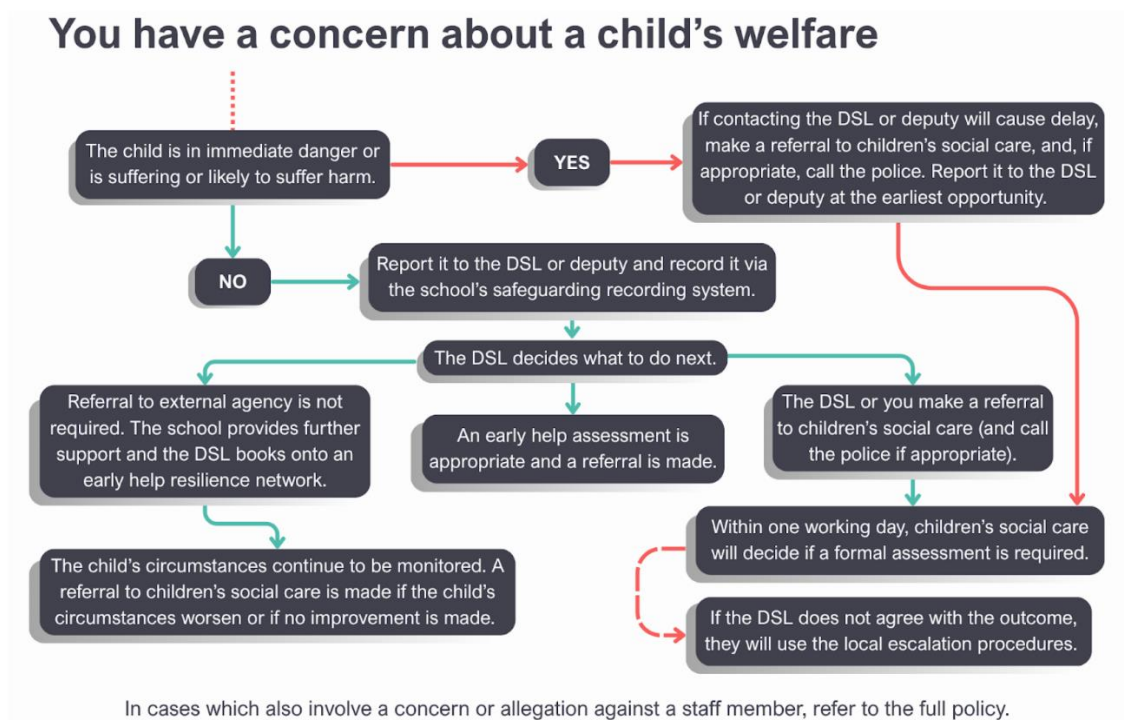 You have a concern about a child’s welfare
The child is in immediate danger or
is suffering or likely to suffer harm.
YES
If contacting the DSL or deputy will cause delay,
make a referral to children’s social care, and, if
appropriate, call the police. Report it to the DSL
or deputy at the earliest opportunity.
NO
Report it to the DSL or deputy and record it via
the school’s safeguarding recording system.
The DSL decides what to do next.
Referral to external agency is not
required. The school provides further
support and the DSL books onto an
early help resilience network.
An early help assessment is
appropriate and a referral is made.
The DSL or you make a referral
to children’s social care (and call
the police if appropriate).
The child’s circumstances continue to be monitored. A
referral to children’s social care is made if the child’s
circumstances worsen or if no improvement is made.
Within one working day, children’s social care
will decide if a formal assessment is required.
If the DSL does not agree with the outcome,
they will use the local escalation procedures.
In cases which also involve a concern or allegation against a staff member, refer to the full policy.